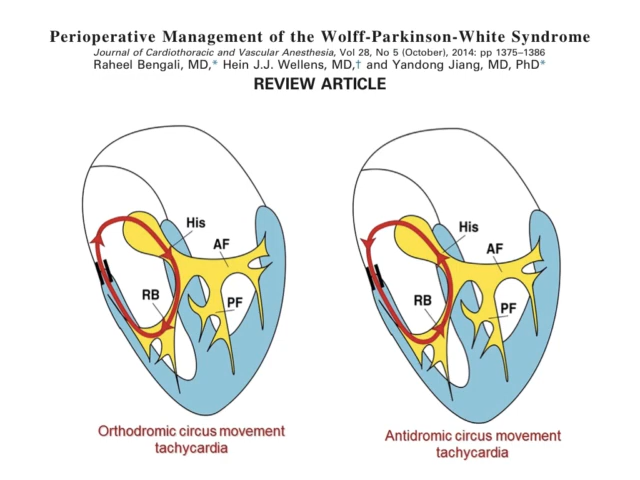 Perioperative Management of the Wolff-Parkinson-White Syndrome
Journal of Cardiothoracic and Vascular Anesthesia, Vol 28, No 5 (October), 2014: pp 1375–1386
Raheel Bengali, MD,* Hein J.J. Wellens, MD,† and Yandong Jiang, MD, PhD*
REVIEW ARTICLE
His
AF
RB
PF
Orthodromic circus movement
tachycardia
His
AF
RB
PF
Antidromic circus movement
tachycardia